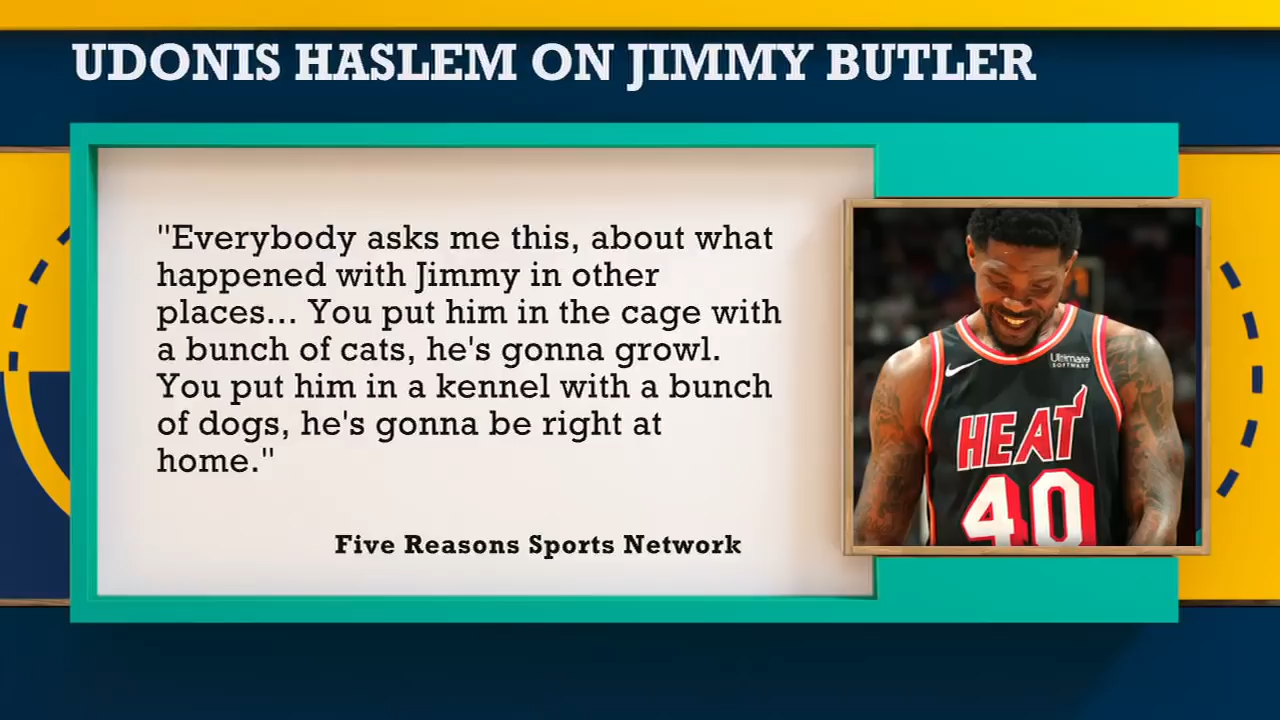 UDONIS HASLEM ON JIMMY BUTLER
"Everybody asks me this, about what
happened with Jimmy in other
places... You put him in the cage with
a bunch of cats, he's gonna growl.
You put him in a kennel with a bunch
of dogs, he's gonna be right at
home."
Five Reasons Sports Network
Ultimate
SOFTWARE
HEAT
40